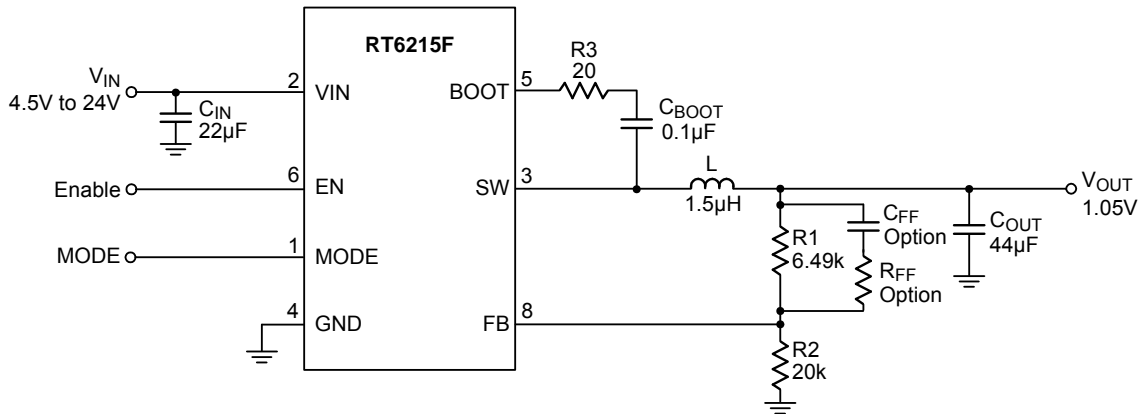 RT6215F
VIN
4.5V to 24V
CIN
22µF
2
VIN
BOOT
5
R3
20
CBOOT
0.1µF
Enable
6
EN
SW
3
L
1.5µH
VOUT
1.05V
CFF
Option
COUT
44µF
R1
6.49k
RFF
Option
MODE
1
MODE
4
GND
FB
8
R2
20k